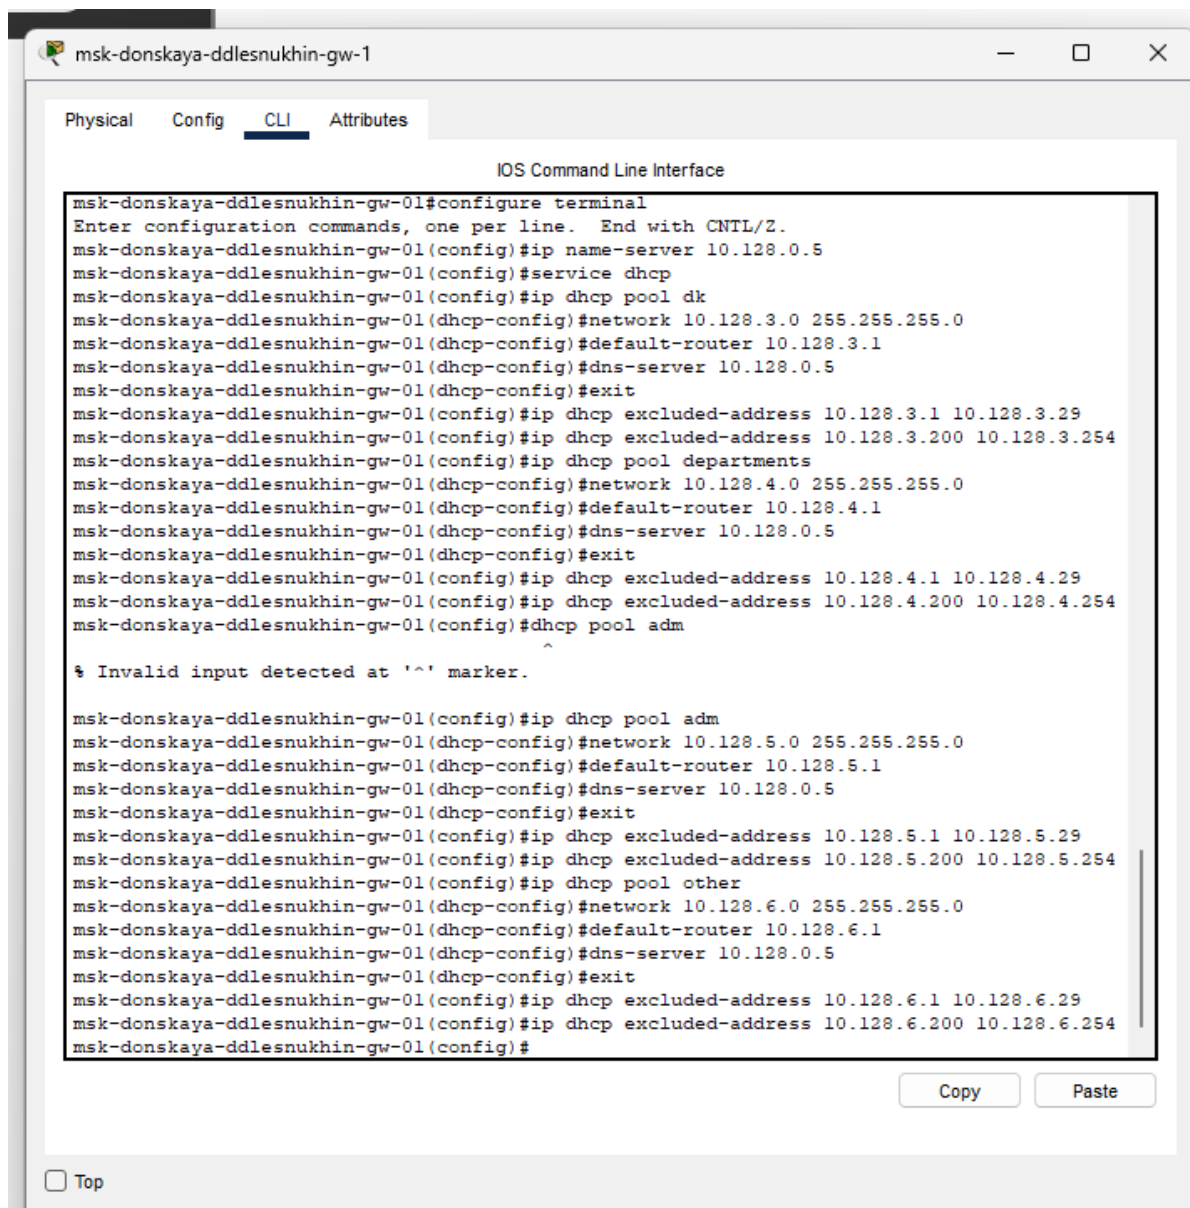 msk-donskaya-ddlesnukhin-gw-1
Physical Config CLI Attributes
IOS Command Line Interface
msk-donskaya-ddlesnukhin-gw-01#configure terminal
Enter configuration commands, one per line.  End with CNTL/Z.
msk-donskaya-ddlesnukhin-gw-01(config)#ip name-server 10.128.0.5
msk-donskaya-ddlesnukhin-gw-01(config)#service dhcp
msk-donskaya-ddlesnukhin-gw-01(config)#ip dhcp pool dk
msk-donskaya-ddlesnukhin-gw-01(dhcp-config)#network 10.128.3.0 255.255.255.0
msk-donskaya-ddlesnukhin-gw-01(dhcp-config)#default-router 10.128.3.1
msk-donskaya-ddlesnukhin-gw-01(dhcp-config)#dns-server 10.128.0.5
msk-donskaya-ddlesnukhin-gw-01(dhcp-config)#exit
msk-donskaya-ddlesnukhin-gw-01(config)#ip dhcp excluded-address 10.128.3.1 10.128.3.29
msk-donskaya-ddlesnukhin-gw-01(config)#ip dhcp excluded-address 10.128.3.200 10.128.3.254
msk-donskaya-ddlesnukhin-gw-01(config)#ip dhcp pool departments
msk-donskaya-ddlesnukhin-gw-01(dhcp-config)#network 10.128.4.0 255.255.255.0
msk-donskaya-ddlesnukhin-gw-01(dhcp-config)#default-router 10.128.4.1
msk-donskaya-ddlesnukhin-gw-01(dhcp-config)#dns-server 10.128.0.5
msk-donskaya-ddlesnukhin-gw-01(dhcp-config)#exit
msk-donskaya-ddlesnukhin-gw-01(config)#ip dhcp excluded-address 10.128.4.1 10.128.4.29
msk-donskaya-ddlesnukhin-gw-01(config)#ip dhcp excluded-address 10.128.4.200 10.128.4.254
msk-donskaya-ddlesnukhin-gw-01(config)#dhcp pool adm
^
% Invalid input detected at '^' marker.
msk-donskaya-ddlesnukhin-gw-01(config)#ip dhcp pool adm
msk-donskaya-ddlesnukhin-gw-01(dhcp-config)#network 10.128.5.0 255.255.255.0
msk-donskaya-ddlesnukhin-gw-01(dhcp-config)#default-router 10.128.5.1
msk-donskaya-ddlesnukhin-gw-01(dhcp-config)#dns-server 10.128.0.5
msk-donskaya-ddlesnukhin-gw-01(dhcp-config)#exit
msk-donskaya-ddlesnukhin-gw-01(config)#ip dhcp excluded-address 10.128.5.1 10.128.5.29
msk-donskaya-ddlesnukhin-gw-01(config)#ip dhcp excluded-address 10.128.5.200 10.128.5.254
msk-donskaya-ddlesnukhin-gw-01(config)#ip dhcp pool other
msk-donskaya-ddlesnukhin-gw-01(dhcp-config)#network 10.128.6.0 255.255.255.0
msk-donskaya-ddlesnukhin-gw-01(dhcp-config)#default-router 10.128.6.1
msk-donskaya-ddlesnukhin-gw-01(dhcp-config)#dns-server 10.128.0.5
msk-donskaya-ddlesnukhin-gw-01(dhcp-config)#exit
msk-donskaya-ddlesnukhin-gw-01(config)#ip dhcp excluded-address 10.128.6.1 10.128.6.29
msk-donskaya-ddlesnukhin-gw-01(config)#ip dhcp excluded-address 10.128.6.200 10.128.6.254
msk-donskaya-ddlesnukhin-gw-01(config)#
Copy Paste
Top